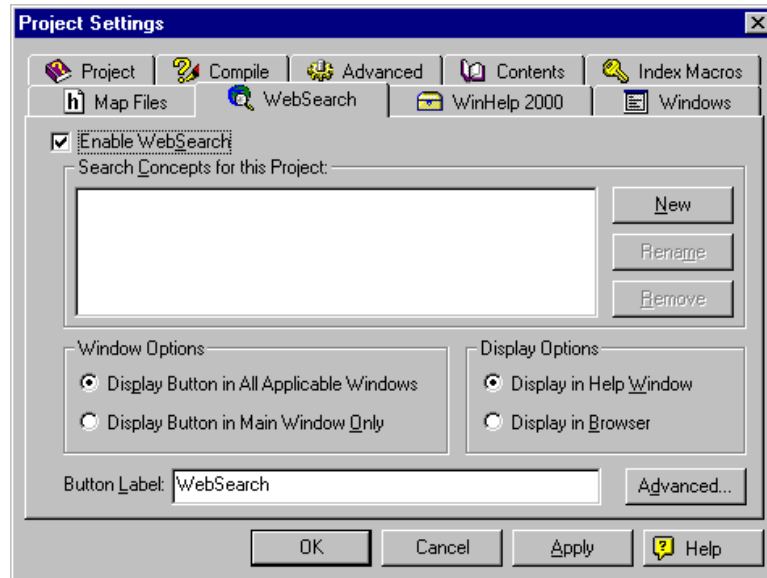 Project Settings
Project Compile Advanced Contents Index Macros
h Map Files WebSearch WinHelp 2000 Windows
Enable WebSearch
Search Concepts for this Project:
New
Rename
Remove
Window Options Display Options
Display Button in All Applicable Windows Display in Help Window
Display Button in Main Window Only Display in Browser
Button Label: WebSearch Advanced...
OK Cancel Apply Help